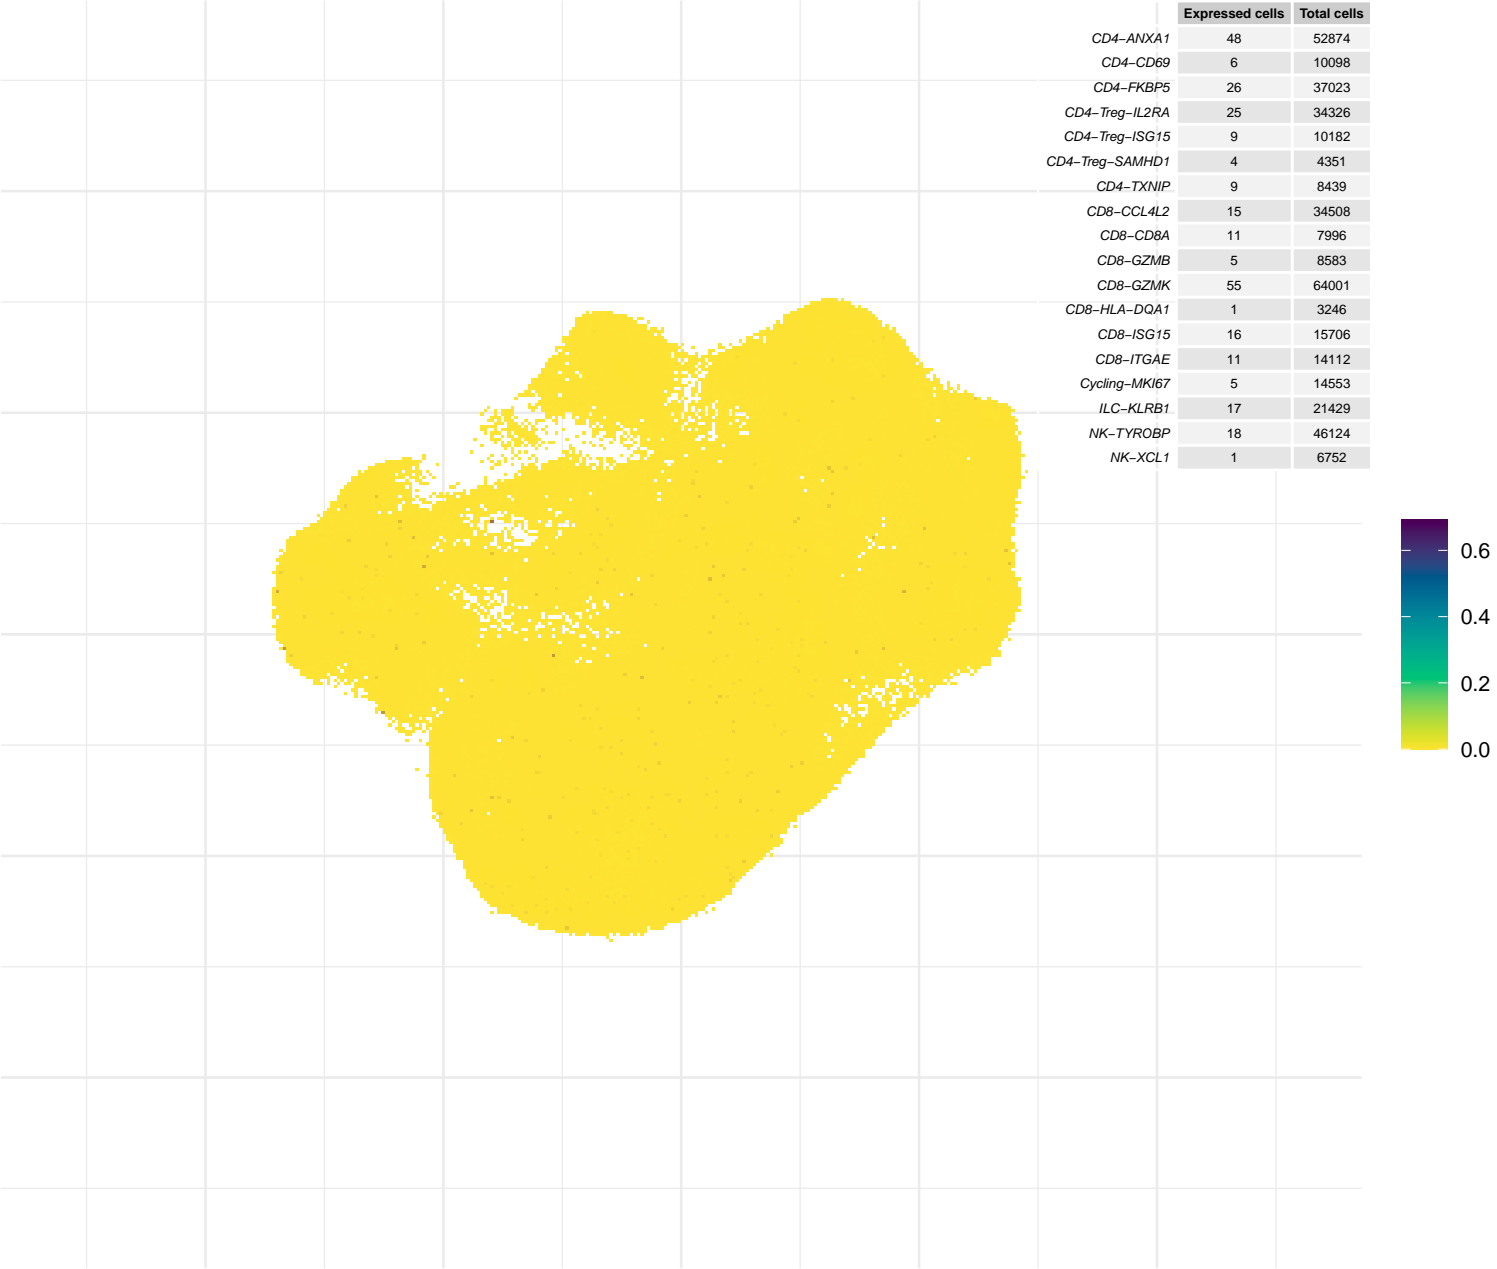 Expressed cells Total cells
CD4−ANXA1 48 52874
CD4−CD69 6 10098
CD4−FKBP5 26 37023
CD4−Treg−IL2RA 25 34326
CD4−Treg−ISG15 9 10182
CD4−Treg−SAMHD1 4 4351
CD4−TXNIP 9 8439
CD8−CCL4L2 15 34508
CD8−CD8A 11 7996
CD8−GZMB 5 8583
CD8−GZMK 55 64001
CD8−HLA−DQA1 1 3246
CD8−ISG15 16 15706
CD8−ITGAE 11 14112
Cycling−MKI67 5 14553
ILC−KLRB1 17 21429
NK−TYROBP 18 46124
NK−XCL1 1 6752
0.6
0.4
0.2
0.0